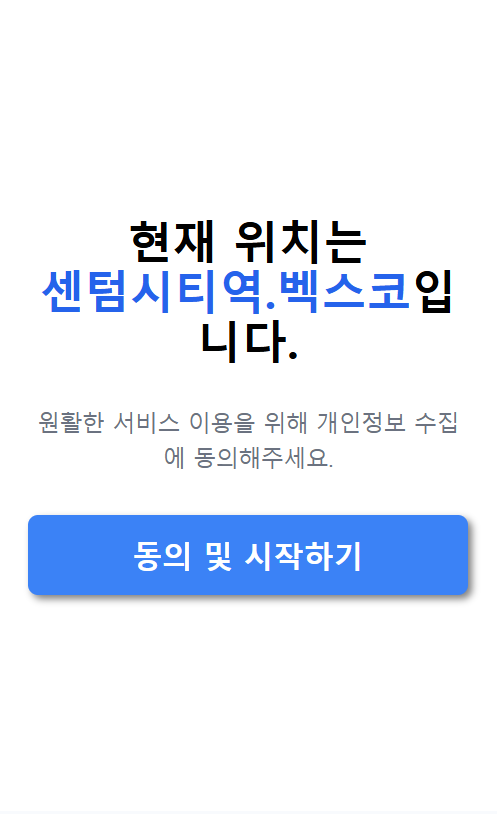 현재 위치는
센텀시티역.벡스코입
니다.
원활한 서비스 이용을 위해 개인정보 수집
에 동의해주세요.
동의 및 시작하기